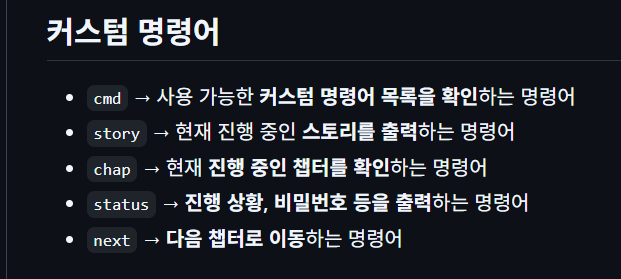 커스텀 명령어
• cmd → 사용 가능한 커스텀 명령어 목록을 확인하는 명령어
• story → 현재 진행 중인 스토리를 출력하는 명령어
• chap → 현재 진행 중인 챕터를 확인하는 명령어
• status → 진행 상황, 비밀번호 등을 출력하는 명령어
• next → 다음 챕터로 이동하는 명령어